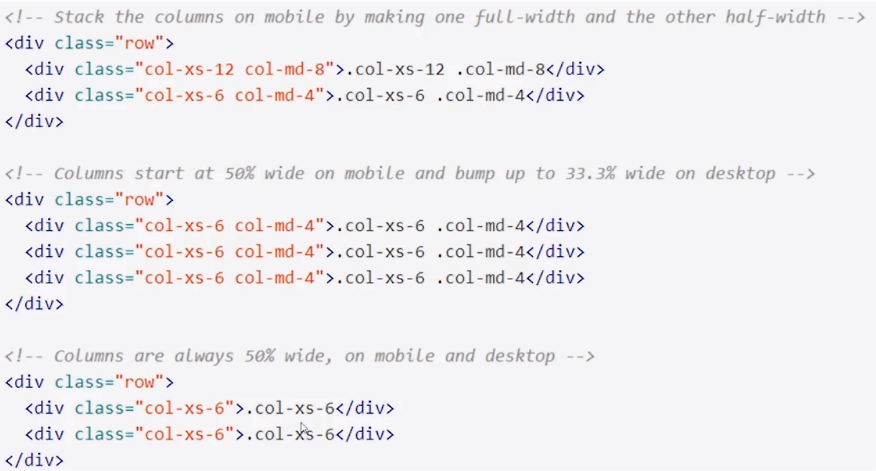 <!-- Stack the columns on mobile by making one full-width and the other half-width -->
<div class="row">
  <div class="col-xs-12 col-md-8">.col-xs-12 .col-md-8</div>
  <div class="col-xs-6 col-md-4">.col-xs-6 .col-md-4</div>
</div>

<!-- Columns start at 50% wide on mobile and bump up to 33.3% wide on desktop -->
<div class="row">
  <div class="col-xs-6 col-md-4">.col-xs-6 .col-md-4</div>
  <div class="col-xs-6 col-md-4">.col-xs-6 .col-md-4</div>
  <div class="col-xs-6 col-md-4">.col-xs-6 .col-md-4</div>
</div>

<!-- Columns are always 50% wide, on mobile and desktop -->
<div class="row">
  <div class="col-xs-6">.col-xs-6</div>
  <div class="col-xs-6">.col-xs-6</div>
</div>